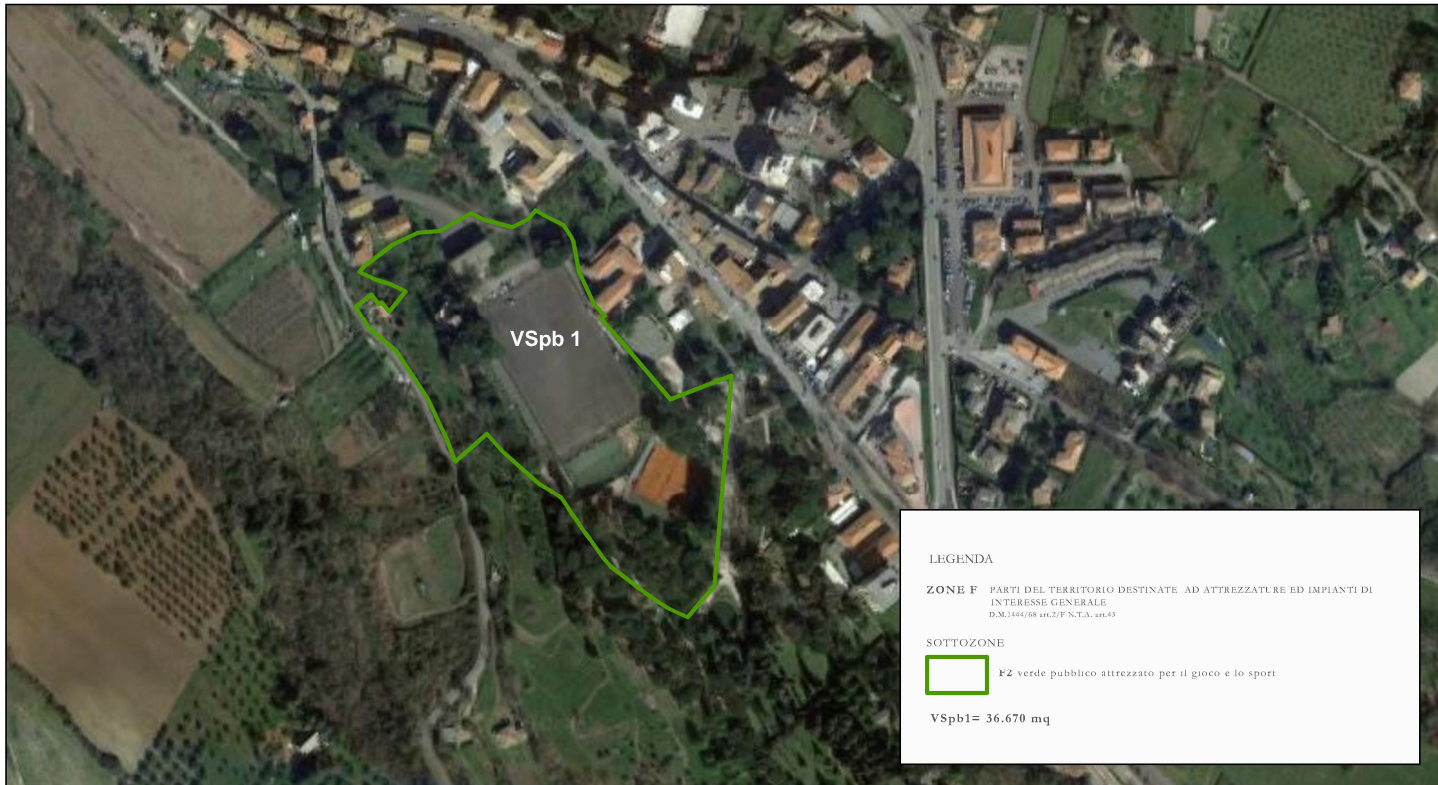 VSpb 1
LEGENDA
ZONE F PARTI DEL TERRITORIO DESTINATE AD ATTREZZATURE ED IMPIANTI DI
INTERESSE GENERALE
D.M.1444/68 art.2/F N.T.A. art.43
SOTTOZONE
F2 verde pubblico attrezzato per il gioco e lo sport
VSpb1= 36.670 mq